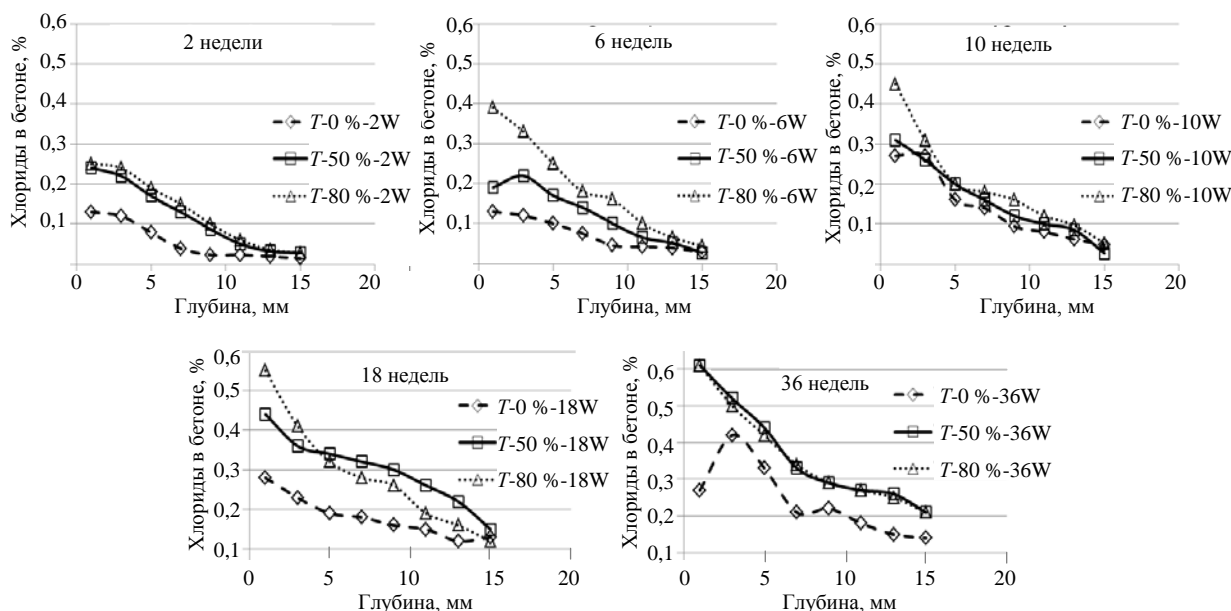 Хлориды в бетоне, %
0,6
0,5
0,4
0,3
0,2
0,1
2 недели
T-0 %-2W
T-50 %-2W
T-80 %-2W
0 5 10 15 20
Глубина, мм
Хлориды в бетоне, %
0,6
0,5
0,4
0,3
0,2
0,1
6 недель
T-0 %-6W
T-50 %-6W
T-80 %-6W
0 5 10 15 20
Глубина, мм
Хлориды в бетоне, %
0,6
0,5
0,4
0,3
0,2
0,1
10 недель
T-0 %-10W
T-50 %-10W
T-80 %-10W
0 5 10 15 20
Глубина, мм
Хлориды в бетоне, %
0,6
0,5
0,4
0,3
0,2
0,1
18 недель
T-0 %-18W
T-50 %-18W
T-80 %-18W
0 5 10 15 20
Глубина, мм
Хлориды в бетоне, %
0,6
0,5
0,4
0,3
0,2
0,1
36 недель
T-0 %-36W
T-50 %-36W
T-80 %-36W
0 5 10 15 20
Глубина, мм